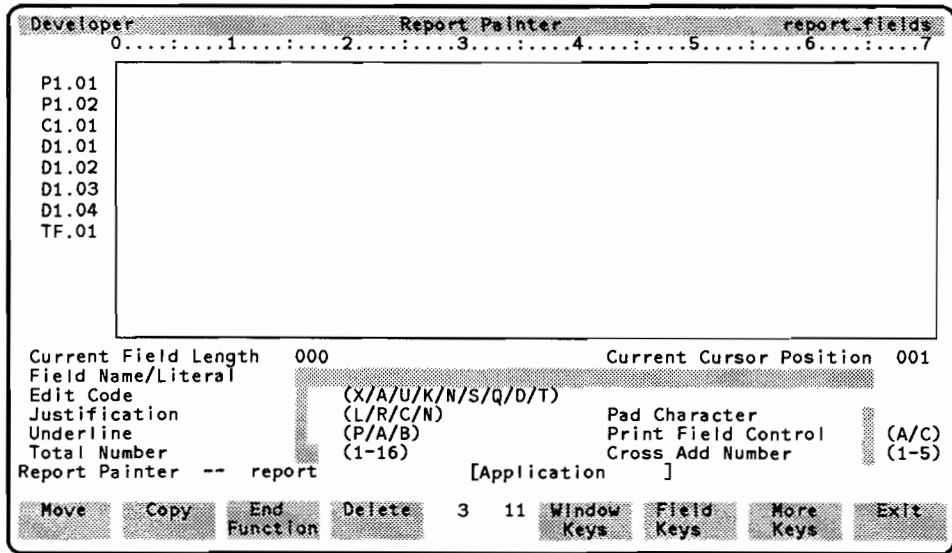 Developer Report Painter report_fields
0....:....1....:....2....:....3....:....4....:....5....:....6....:....7
P1.01
P1.02
C1.01
D1.01
D1.02
D1.03
D1.04
TF.01
Current Field Length 000 Current Cursor Position 001
Field Name/Literal
Edit Code (X/A/U/K/N/S/Q/D/T)
Justification (L/R/C/N) Pad Character
Underline (P/A/B) Print Field Control (A/C)
Total Number (1-16) Cross Add Number (1-5)
Report Painter -- report [Application ]
Move Copy End Function Delete 3 11 Window Keys Field Keys More Keys Exit